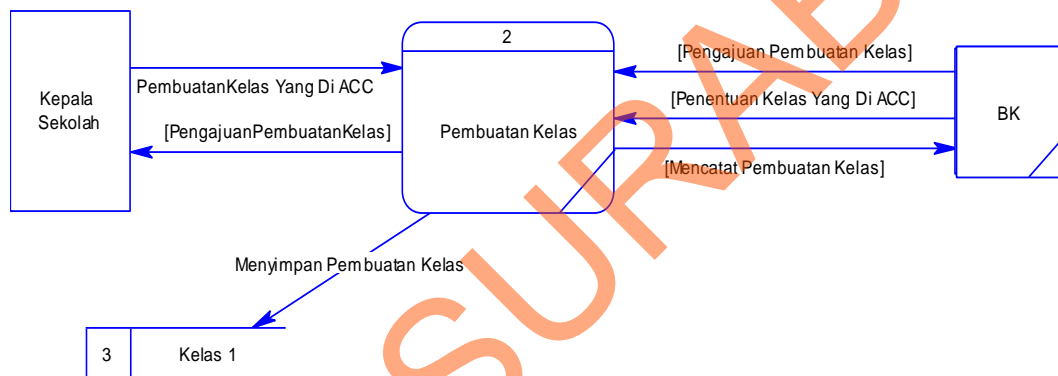 2
Kepala
Sekolah
PembuatanKelas Yang Di ACC
[PengajuanPembuatanKelas]
Pembuatan Kelas
[Pengajuan Pembuatan Kelas]
[Penentuan Kelas Yang Di ACC]
[Mencatat Pembuatan Kelas]
BK
Menyimpan Pembuatan Kelas
3
Kelas 1
SURAB